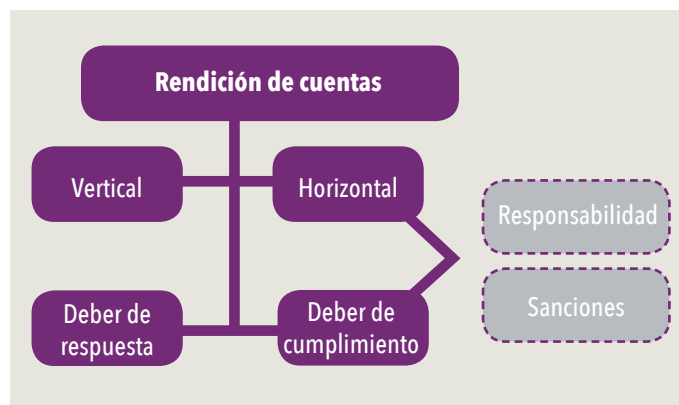 Rendición de cuentas
Vertical
Horizontal
Responsabilidad
Sanciones
Deber de
respuesta
Deber de
cumplimiento